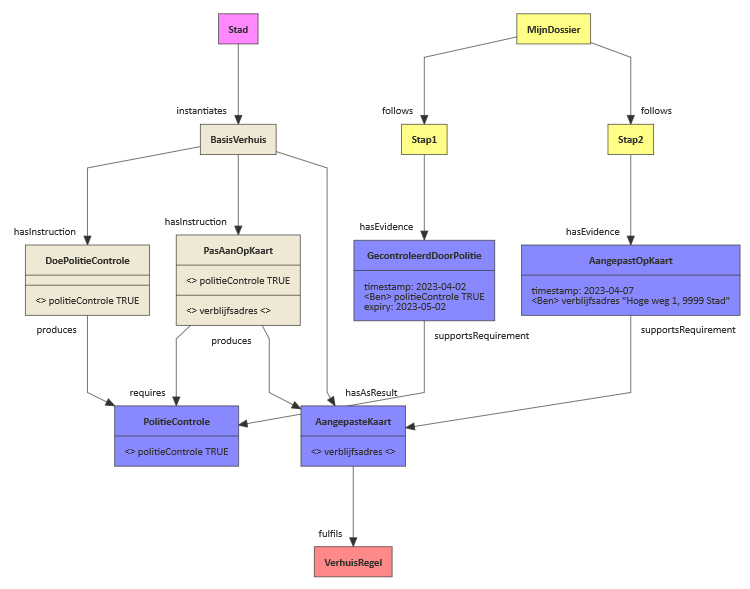 Stad
MijnDossier
instantiates
follows
follows
BasisVerhuis
Stap1
Stap2
hasInstruction
hasInstruction
hasEvidence
hasEvidence
DoePolitieControle
<> politieControle TRUE
PasAanOpKaart
<> politieControle TRUE
<> verblijfsadres <>
GecontroleerdDoorPolitie
timestamp: 2023-04-02
<Ben> politieControle TRUE
expiry: 2023-05-02
AangepastOpKaart
timestamp: 2023-04-07
<Ben> verblijfsadres "Hoge weg 1, 9999 Stad"
produces
produces
supportsRequirement
supportsRequirement
requires
hasAsResult
PolitieControle
<> politieControle TRUE
AangepasteKaart
<> verblijfsadres <>
fulfils
VerhuisRegel